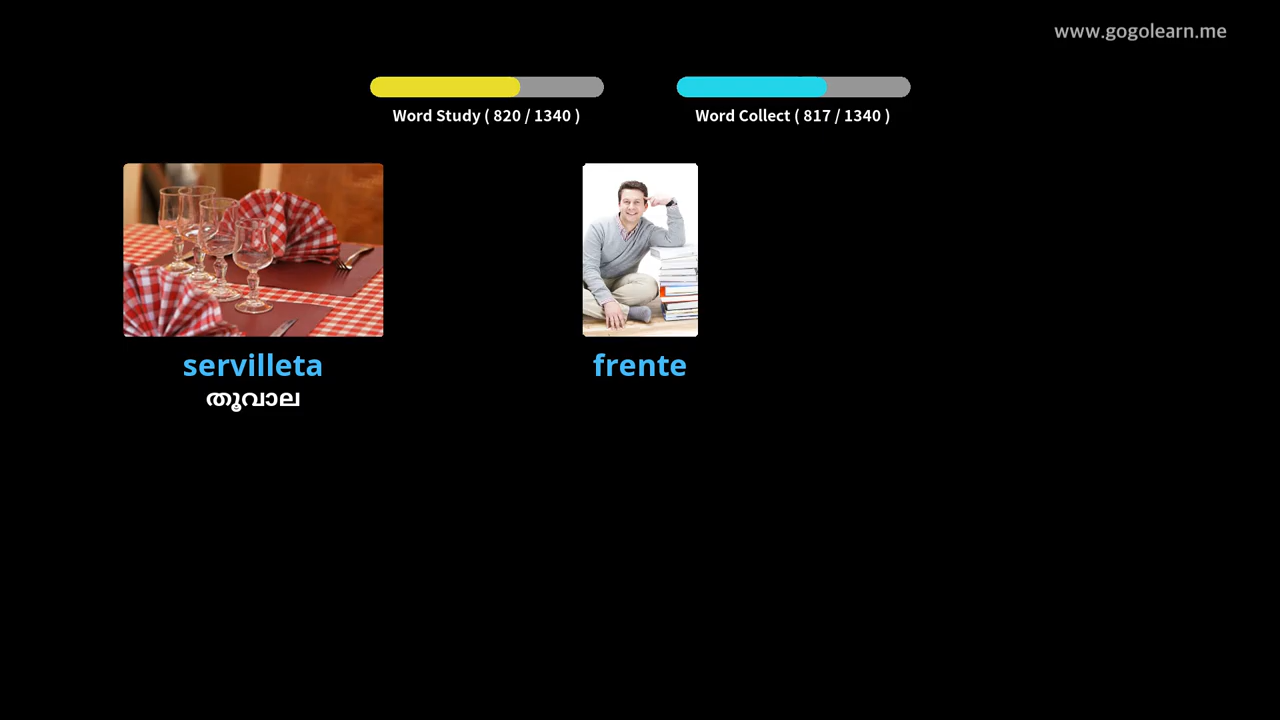 www.gogolearn.me
Word Study ( 820 / 1340 )
Word Collect ( 817 / 1340 )
servilleta
തൂവാല
frente